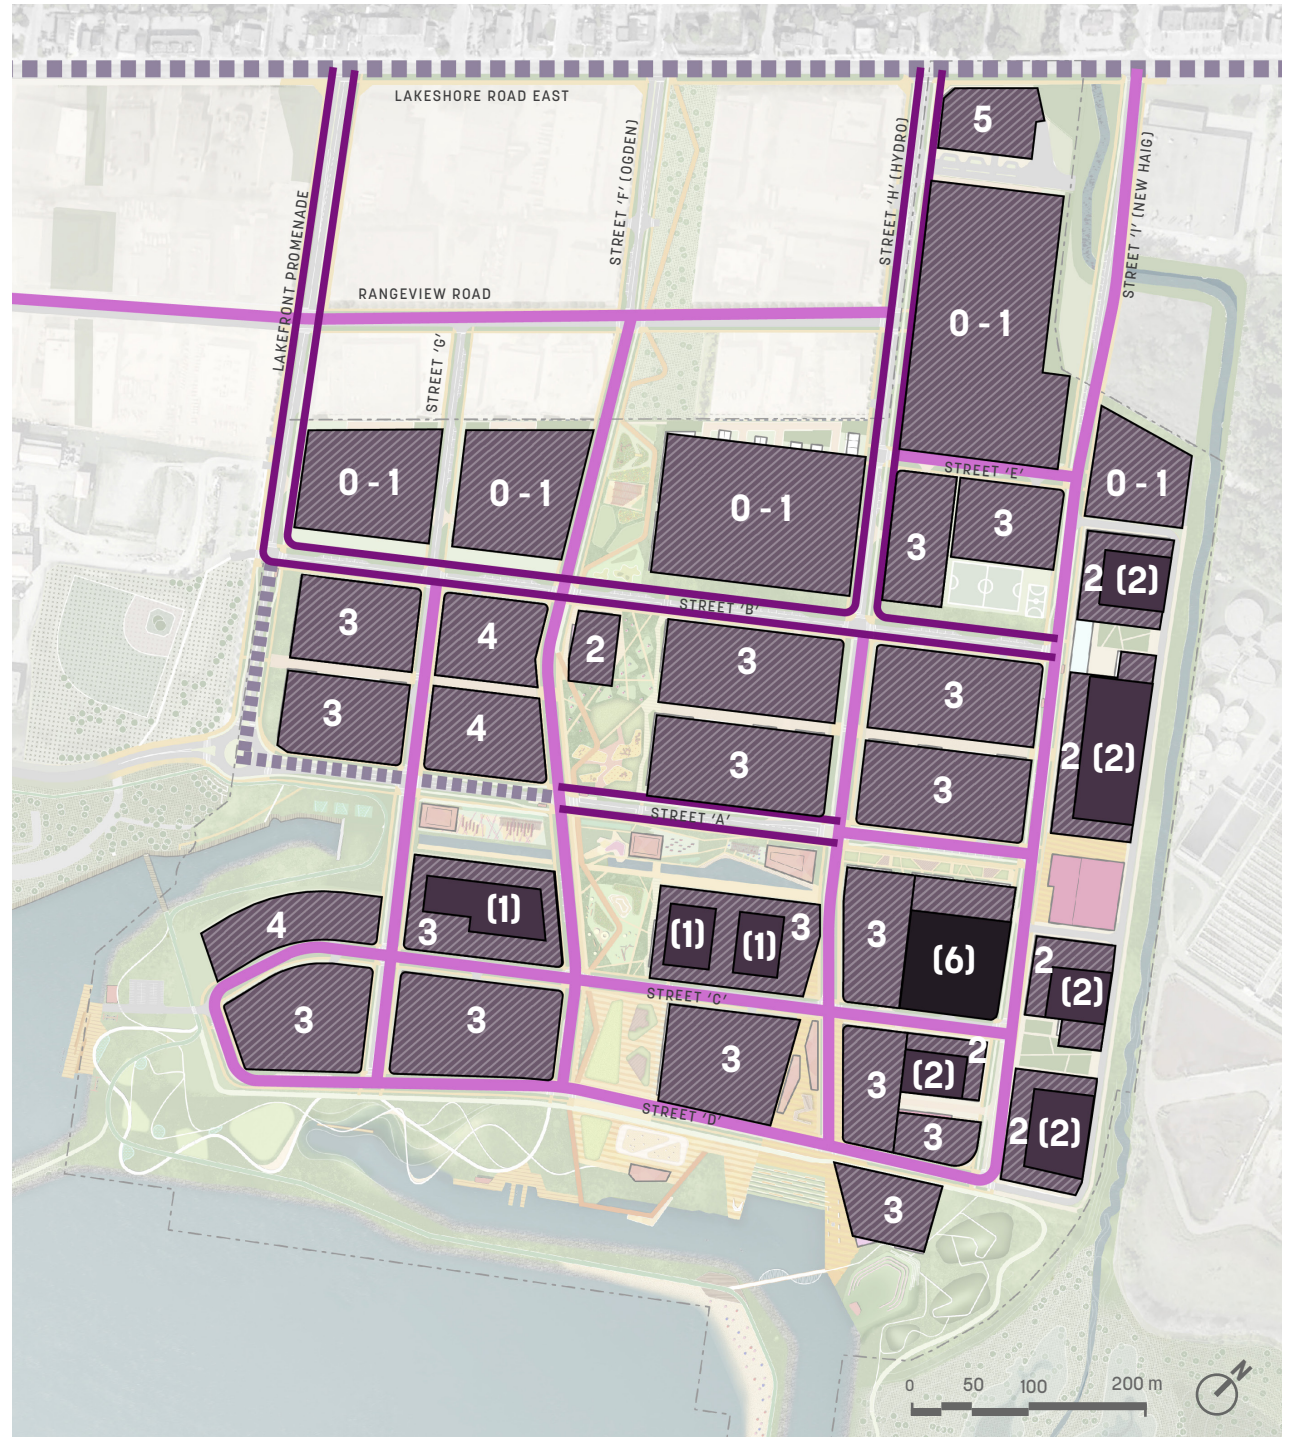 LAKESHORE ROAD EAST
5
STREET 'F' (OGDEN)
STREET 'H' (HYDRO)
STREET 'I' (NEW HAIG)
LAKEFRONT PROMENADE
RANGEVIEW ROAD
0 - 1
STREET 'G'
STREET 'E'
0 - 1
0 - 1
0 - 1
0 - 1
3
3
2 (2)
STREET 'B'
3
4
2
3
3
3
4
3
3
2 (2)
STREET 'A'
(1)
3
4
(1)
(1)
3
3
(6)
2
(2)
STREET 'C'
3
3
3
3
2
(2)
3
2 (2)
STREET 'D'
3
0 50 100 200 m
N